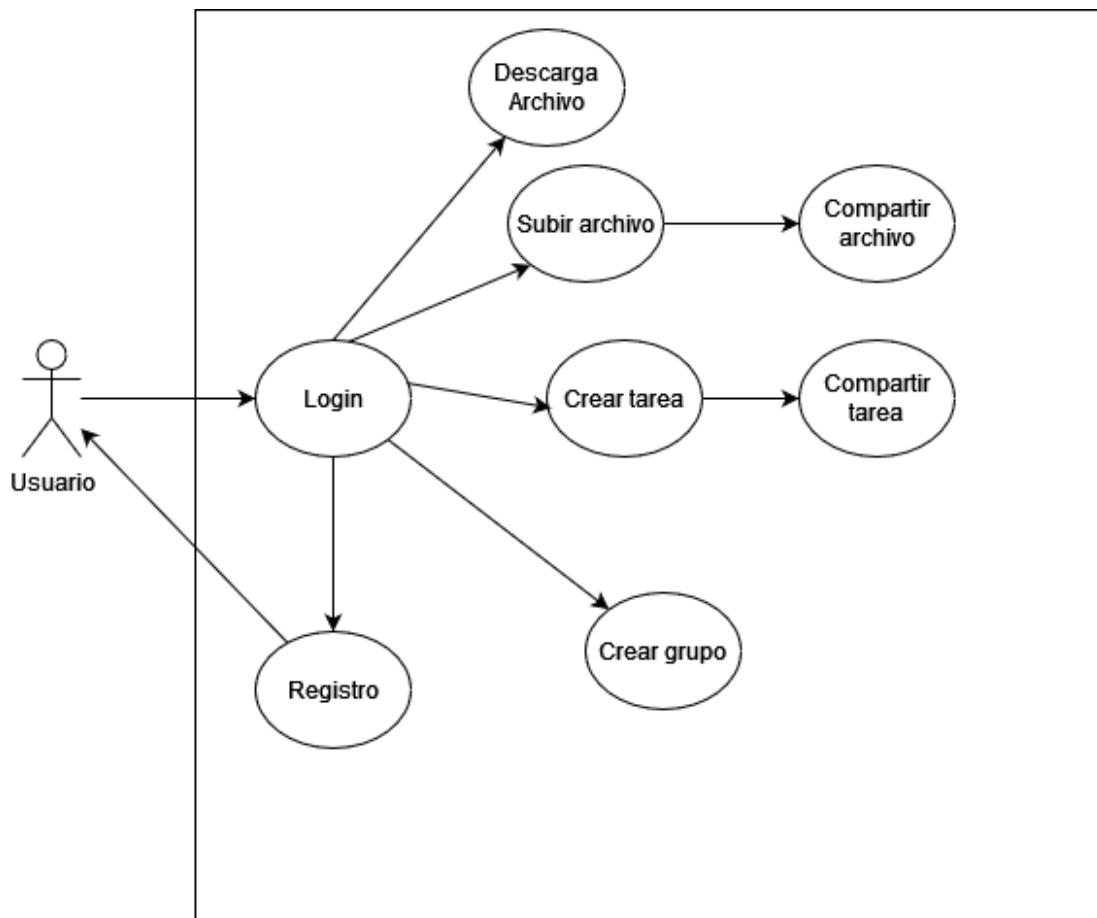 Descarga
Archivo
Subir archivo
Compartir
archivo
Usuario
Login
Crear tarea
Compartir
tarea
Registro
Crear grupo